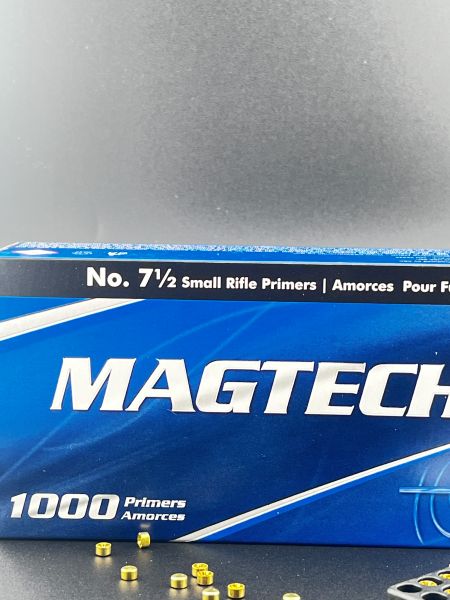 No. 7½ Small Rifle Primers | Amorces Pour
MAGTECH
1000 Primers
Amorces